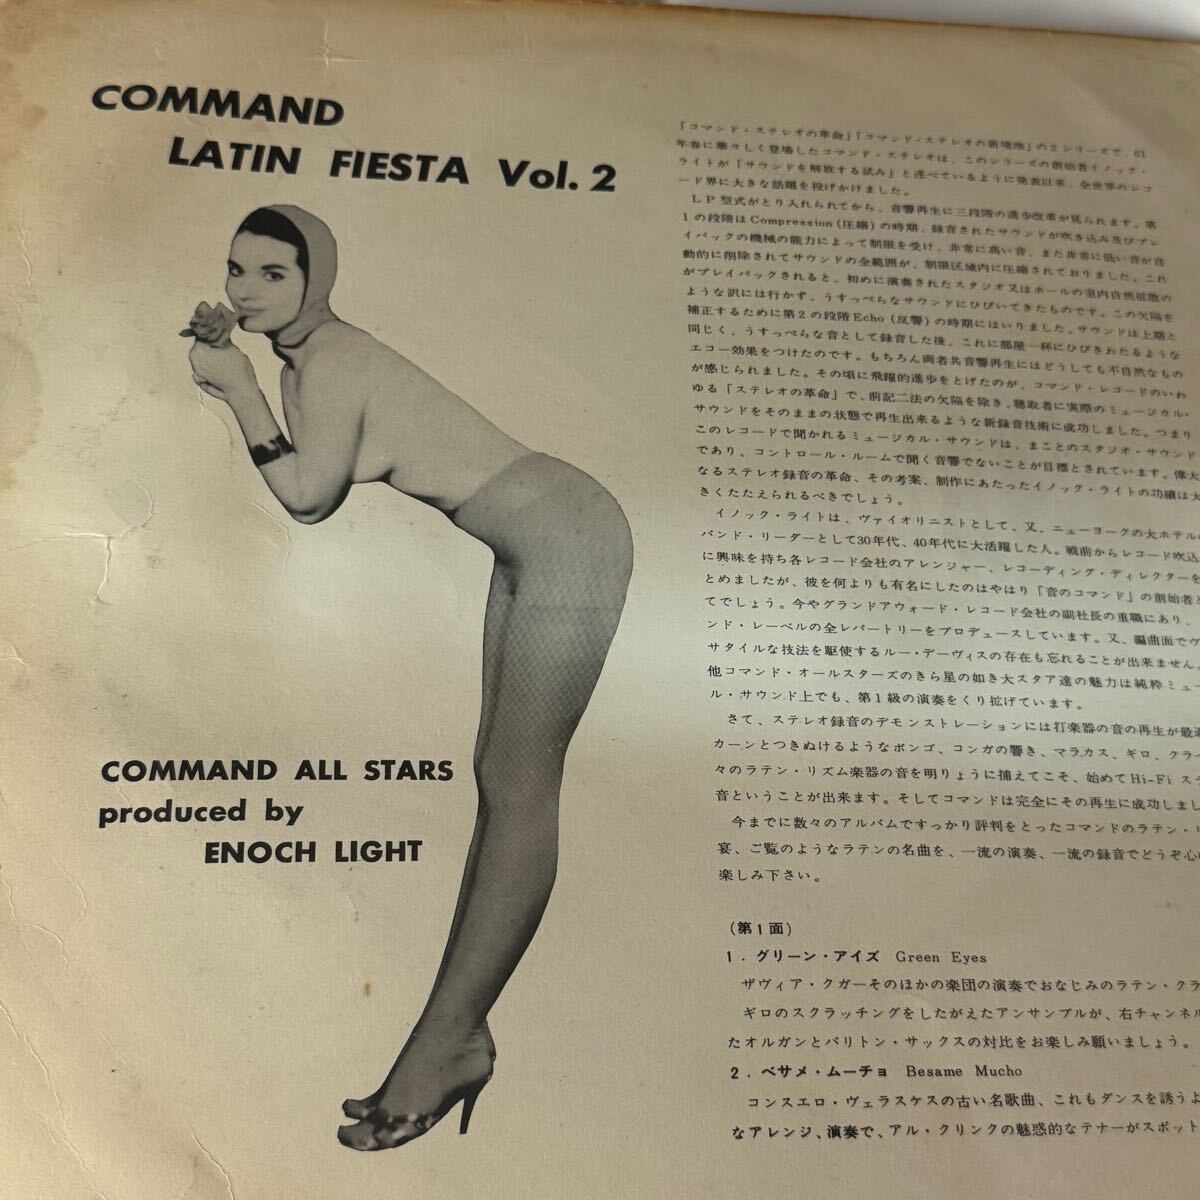 COMMAND
LATIN FIESTA Vol. 2
COMMAND ALL STARS
produced by
ENOCH LIGHT
「コマンド・ステレオの革命」「コマンド・ステレオの新境地」の2シリーズで、61
年春に華々しく登場したコマンド・ステレオは、このシリーズの創始者イノック・
ライトが「サウンドを解放する試み」と述べているように発表以来、全世界のレコ
ード界に大きな話題を投げかけました。
LP型式がとり入れられてから、音響再生に三段階の進歩改革が見られます。第
1の段階はCompression(圧縮)の時期、録音されたサウンドが吹き込み及びプレ
イバックの機械の能力によって制限を受け、非常に高い音、また非常に低い音が自
動的に削除されてサウンドの全範囲が、制限区域内に圧縮されておりました。これ
がプレイバックされると、初めに演奏されたスタジオ又はホールの室内自然拡散の
ような訳には行かず、うすっぺらなサウンドにひびいてきたものです。この欠陥を
補正するために第2の段階Echo(反響)の時期にはいりました。サウンドは上期と
同じく、うすっぺらな音として録音した後、これに部屋一杯にひびきわたるような
エコー効果をつけたのです。もちろん両者共音響再生にはどうしても不自然なもの
が感じられました。その頃に飛躍的進歩をとげたのが、コマンド・レコードのいわ
ゆる「ステレオの革命」で、前記二法の欠陥を除き、聴取者に実際のミュージカル・
サウンドをそのままの状態で再生出来るような新録音技術に成功しました。つまり
このレコードで聞かれるミュージカル・サウンドは、まことのスタジオ・サウンド
であり、コントロール・ルームで聞く音響でないことが目標とされています。偉大
なるステレオ録音の革命、その考案、制作にあたったイノック・ライトの功績は大
きくたたえられるべきでしょう。
イノック・ライトは、ヴァイオリニストとして、又、ニューヨークの大ホテルの
バンド・リーダーとして30年代、40年代に大活躍した人。戦前からレコード吹込
に興味を持ち各レコード会社のアレンジャー、レコーディング・ディレクターを
とめましたが、彼を何よりも有名にしたのはやはり「音のコマンド」の創始者と
てでしょう。今やグランドアウォード・レコード会社の副社長の重職にあり、
ンド・レーベルの全レパートリーをプロデュースしています。又、編曲面でヴ
サタイルな技法を駆使するルー・デーヴィスの存在も忘れることが出来ません。
他コマンド・オールスターズのきら星の如き大スタア達の魅力は純粋ミュー
ル・サウンド上でも、第1級の演奏をくり拡げています。
さて、ステレオ録音のデモンストレーションには打楽器の音の再生が最適
カーンとつきぬけるようなボンゴ、コンガの響き、マラカス、ギロ、クライ
々のラテン・リズム楽器の音を明りょうに捕えてこそ、始めてHi-Fiステ
音ということが出来ます。そしてコマンドは完全にその再生に成功しまし
今までに数々のアルバムですっかり評判をとったコマンドのラテン・
宴、ご覧のようなラテンの名曲を、一流の演奏、一流の録音でどうぞ心
楽しみ下さい。
(第1面)
1．グリーン・アイズ Green Eyes
ザヴィア・クガーそのほかの楽団の演奏でおなじみのラテン・クラ
ギロのスクラッチングをしたがえたアンサンブルが、右チャンネル
たオルガンとバリトン・サックスの対比をお楽しみ願いましょう。
2．ベサメ・ムーチョ Besame Mucho
コンスエロ・ヴェラスケスの古い名歌曲、これもダンスを誘うよ
なアレンジ、演奏で、アル・クリンクの魅惑的なテナーがスポット